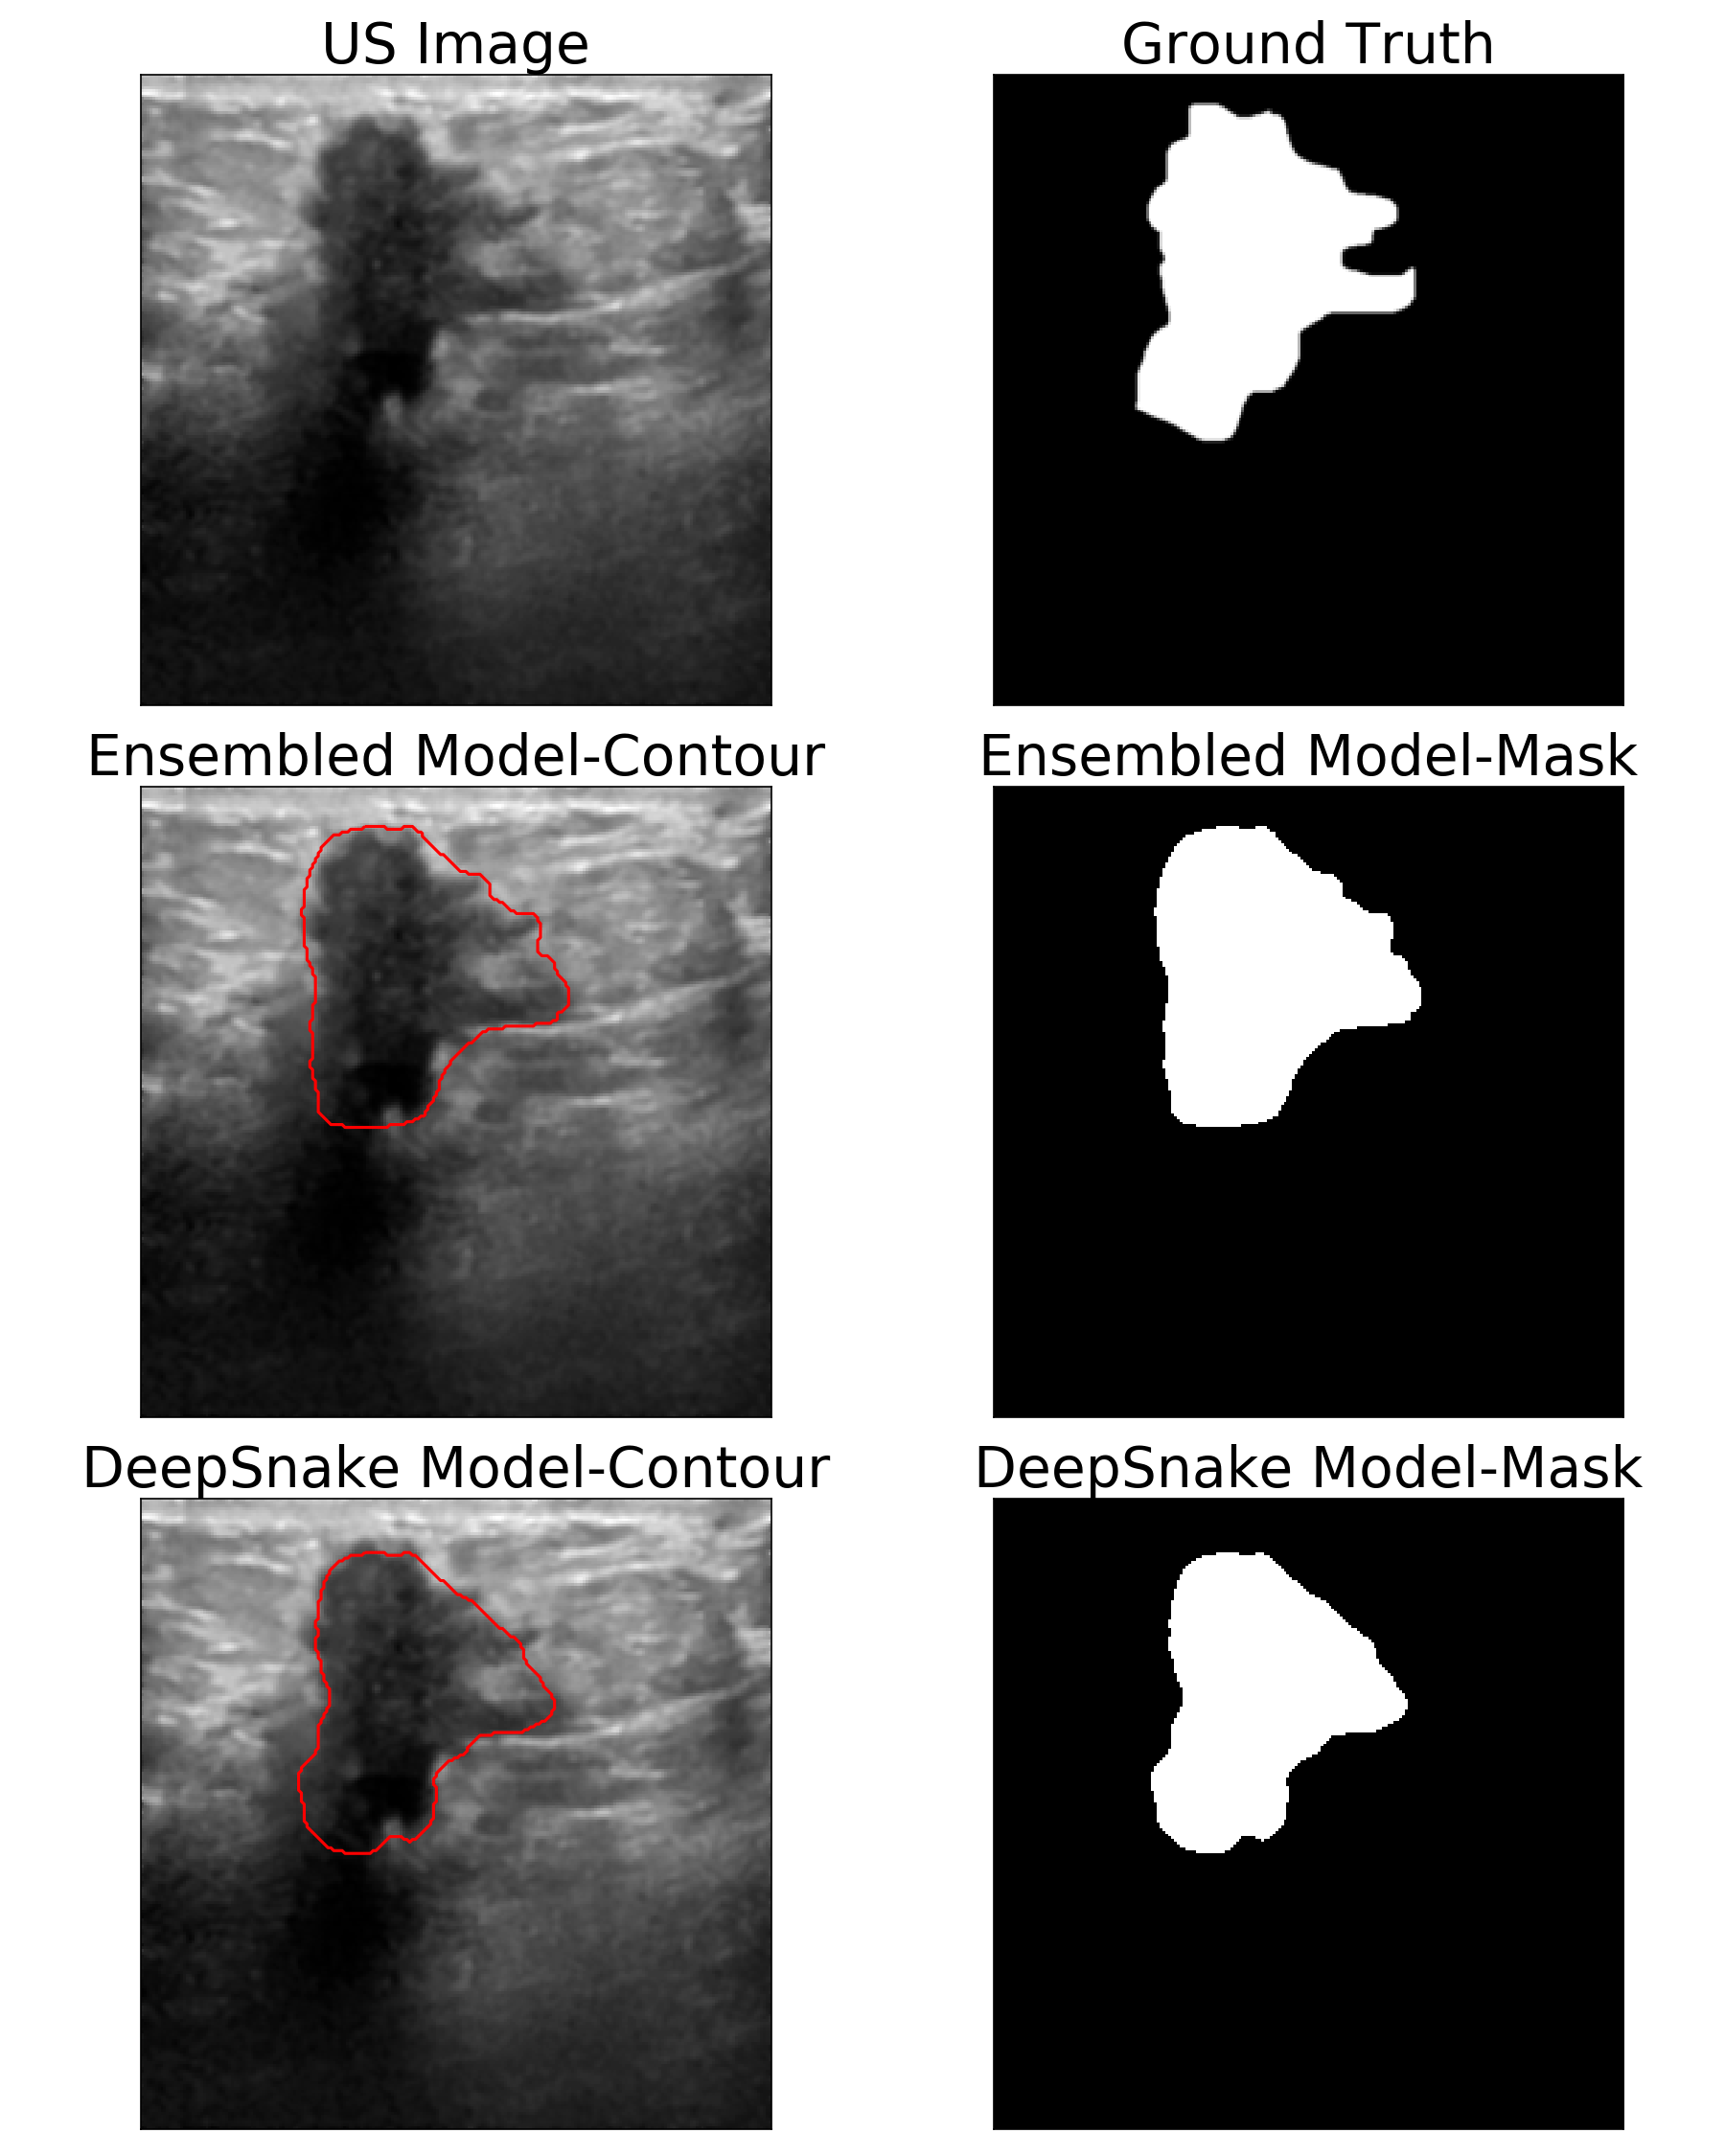 US Image
Ground Truth
Ensembled Model-Contour
Ensembled Model-Mask
DeepSnake Model-Contour
DeepSnake Model-Mask